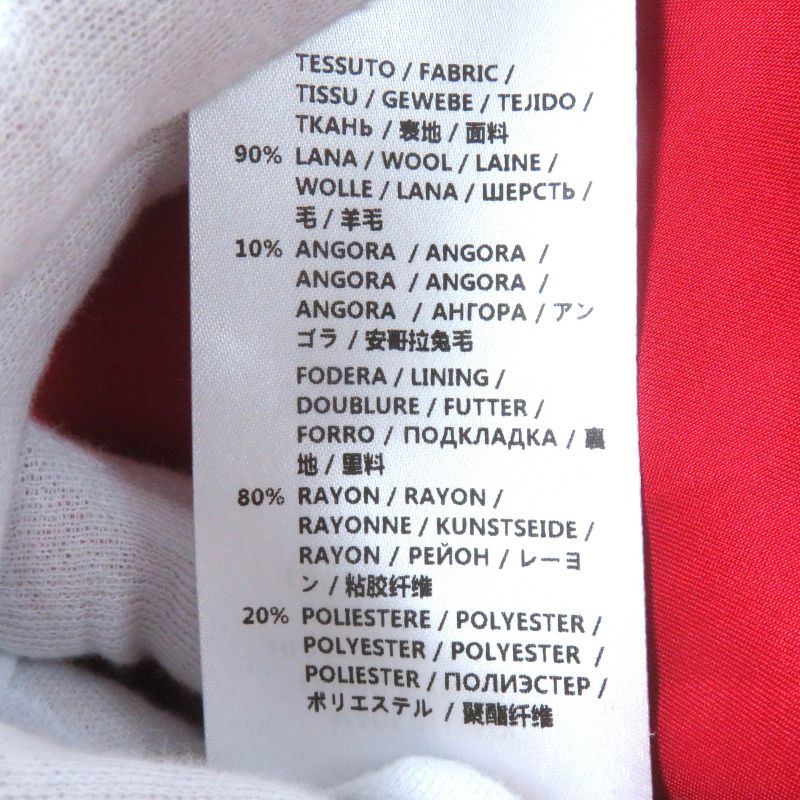 TESSUTO / FABRIC /
TISSU / GEWEBE / TEJIDO /
ТКАНЬ / 表地 / 面料
90% LANA / WOOL / LAINE /
WOLLE / LANA / ШЕРСТЬ /
毛 / 羊毛
10% ANGORA / ANGORA /
ANGORA / ANGORA /
ANGORA / АНГОРА / アン
ゴラ / 安哥拉兔毛
FODERA / LINING /
DOUBLURE / FUTTER /
FORRO / ПОДКЛАДКА / 裏
地 / 里料
80% RAYON / RAYON /
RAYONNE / KUNSTSEIDE /
RAYON / РЕЙОН / レーヨ
ン / 粘胶纤维
20% POLIESTERE / POLYESTER /
POLYESTER / POLYESTER /
POLIESTER / ПОЛИЭСТЕР /
ポリエステル / 聚酯纤维